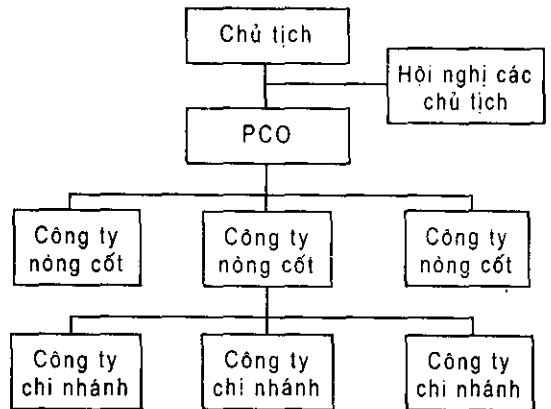 Chủ tịch
Hội nghị các
chủ tịch
PCO
Công ty
nòng cốt
Công ty
nòng cốt
Công ty
nòng cốt
Công ty
chi nhánh
Công ty
chi nhánh
Công ty
chi nhánh